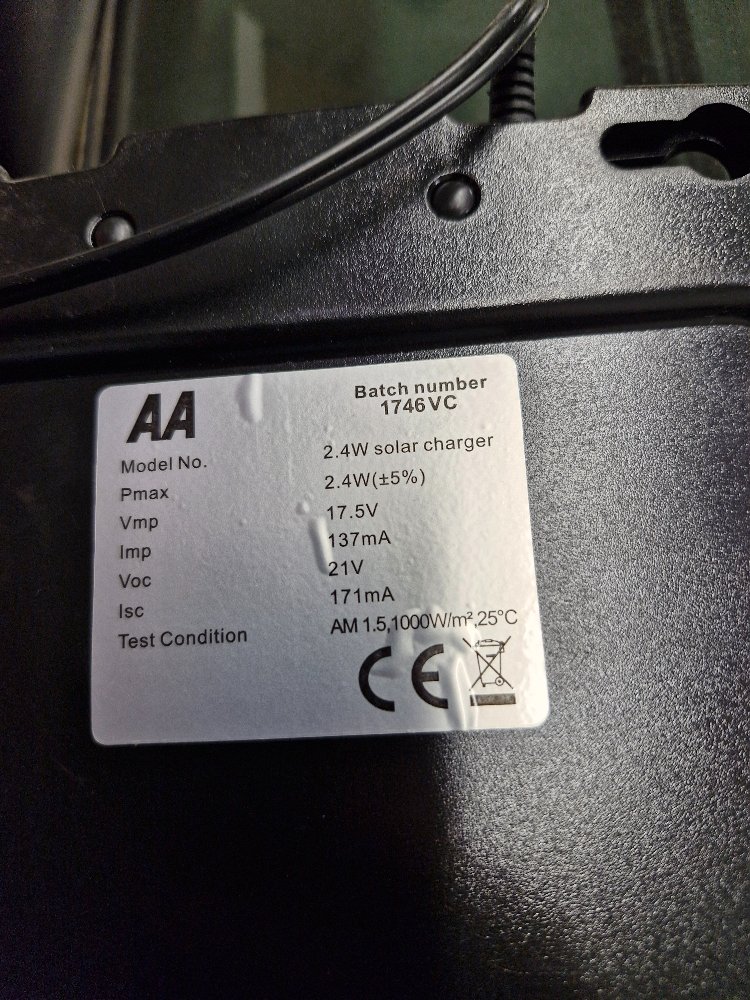 AA
Batch number
1746VC
Model No. 2.4W solar charger
Pmax 2.4W(±5%)
Vmp 17.5V
Imp 137mA
Voc 21V
Isc 171mA
Test Condition AM 1.5,1000W/m²,25°C
CE